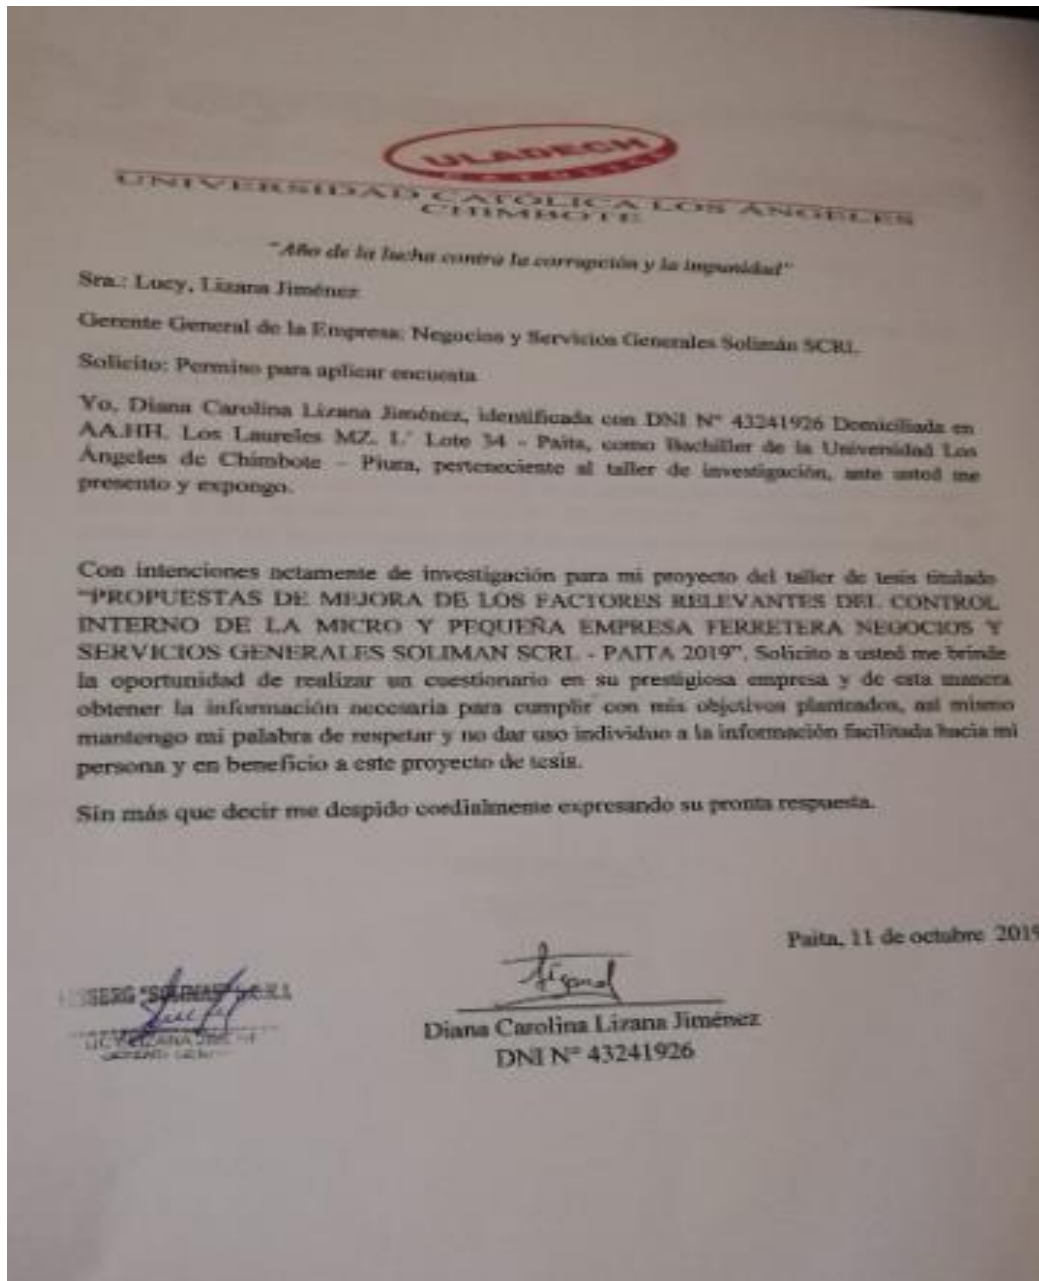 ULADECH
CATÓLICA
UNIVERSIDAD CATÓLICA LOS ÁNGELES
CHIMBOTE
"Año de la lucha contra la corrupción y la impunidad"
Sra.: Lucy, Lizana Jiménez
Gerente General de la Empresa: Negocios y Servicios Generales Solimán SCRL
Solicito: Permiso para aplicar encuesta
Yo, Diana Carolina Lizana Jiménez, identificada con DNI N° 43241926 Domiciliada en
AA.HH. Los Laureles MZ. L' Lote 34 - Paita, como Bachiller de la Universidad Los
Ángeles de Chimbote – Piura, perteneciente al taller de investigación, ante usted me
presento y expongo.
Con intenciones netamente de investigación para mi proyecto del taller de tesis titulado
"PROPUESTAS DE MEJORA DE LOS FACTORES RELEVANTES DEL CONTROL
INTERNO DE LA MICRO Y PEQUEÑA EMPRESA FERRETERA NEGOCIOS Y
SERVICIOS GENERALES SOLIMAN SCRL - PAITA 2019". Solicito a usted me brinde
la oportunidad de realizar un cuestionario en su prestigiosa empresa y de esta manera
obtener la información necesaria para cumplir con mis objetivos planteados, así mismo
mantengo mi palabra de respetar y no dar uso individuo a la información facilitada hacia mi
persona y en beneficio a este proyecto de tesis.
Sin más que decir me despido cordialmente expresando su pronta respuesta.
Paita, 11 de octubre 2019
"SOLIMAN" S.C.R.L
LUCY LIZANA
Diana Carolina Lizana Jiménez
DNI N° 43241926